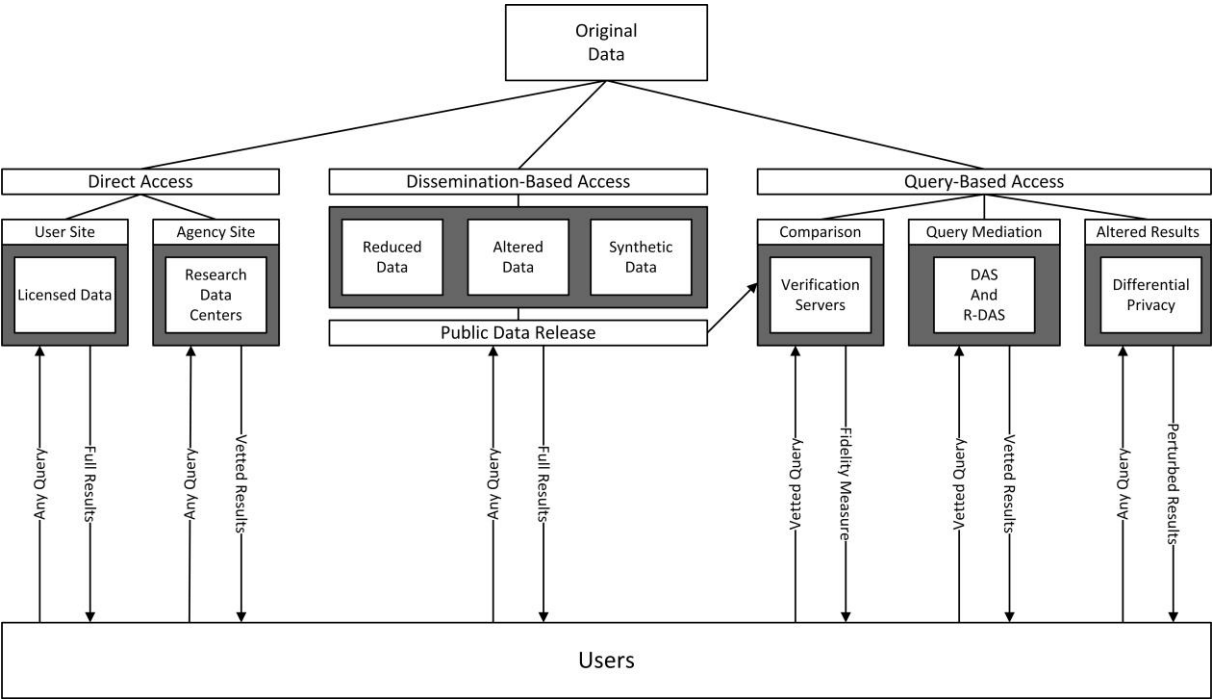 Original
Data
Direct Access
Dissemination-Based Access
Query-Based Access
User Site
Agency Site
Comparison
Query Mediation
Altered Results
Licensed Data
Research
Data
Centers
Reduced
Data
Altered
Data
Synthetic
Data
Verification
Servers
DAS
And
R-DAS
Differential
Privacy
Public Data Release
Any Query
Full Results
Any Query
Vetted Results
Any Query
Full Results
Vetted Query
Fidelity Measure
Vetted Query
Vetted Results
Any Query
Perturbed Results
Users